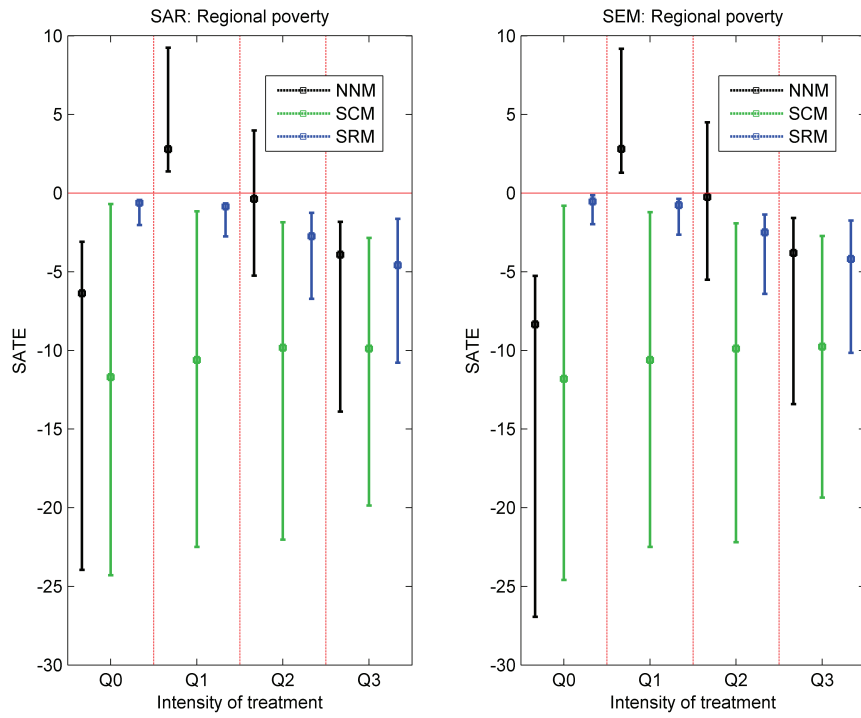 SAR: Regional poverty
10
5
0
-5
-10
-15
-20
-25
-30
SATE
NNM
SCM
SRM
Q0 Q1 Q2 Q3
Intensity of treatment
SEM: Regional poverty
10
5
0
-5
-10
-15
-20
-25
-30
SATE
NNM
SCM
SRM
Q0 Q1 Q2 Q3
Intensity of treatment